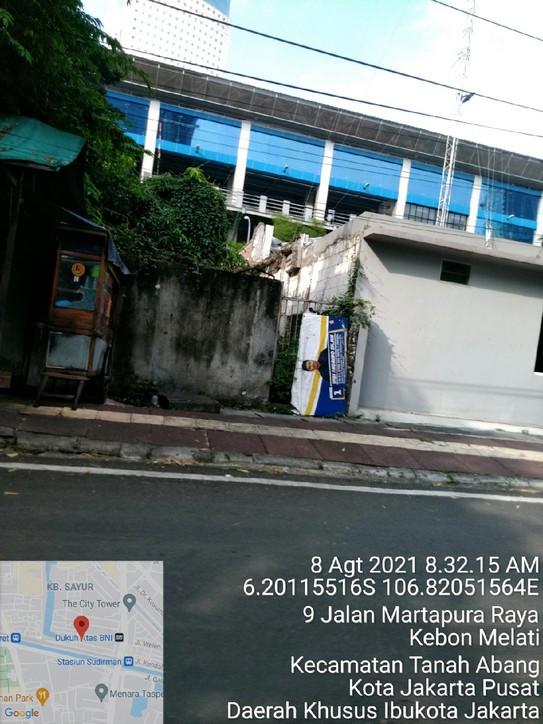 8 Agt 2021 8.32.15 AM
6.20115516S 106.82051564E
9 Jalan Martapura Raya
Kebon Melati
Kecamatan Tanah Abang
Kota Jakarta Pusat
Daerah Khusus Ibukota Jakarta
KB. SAYUR
The City Tower
Dukuh Atas BNI
Stasiun Sudirman
Menara Taspe
Google